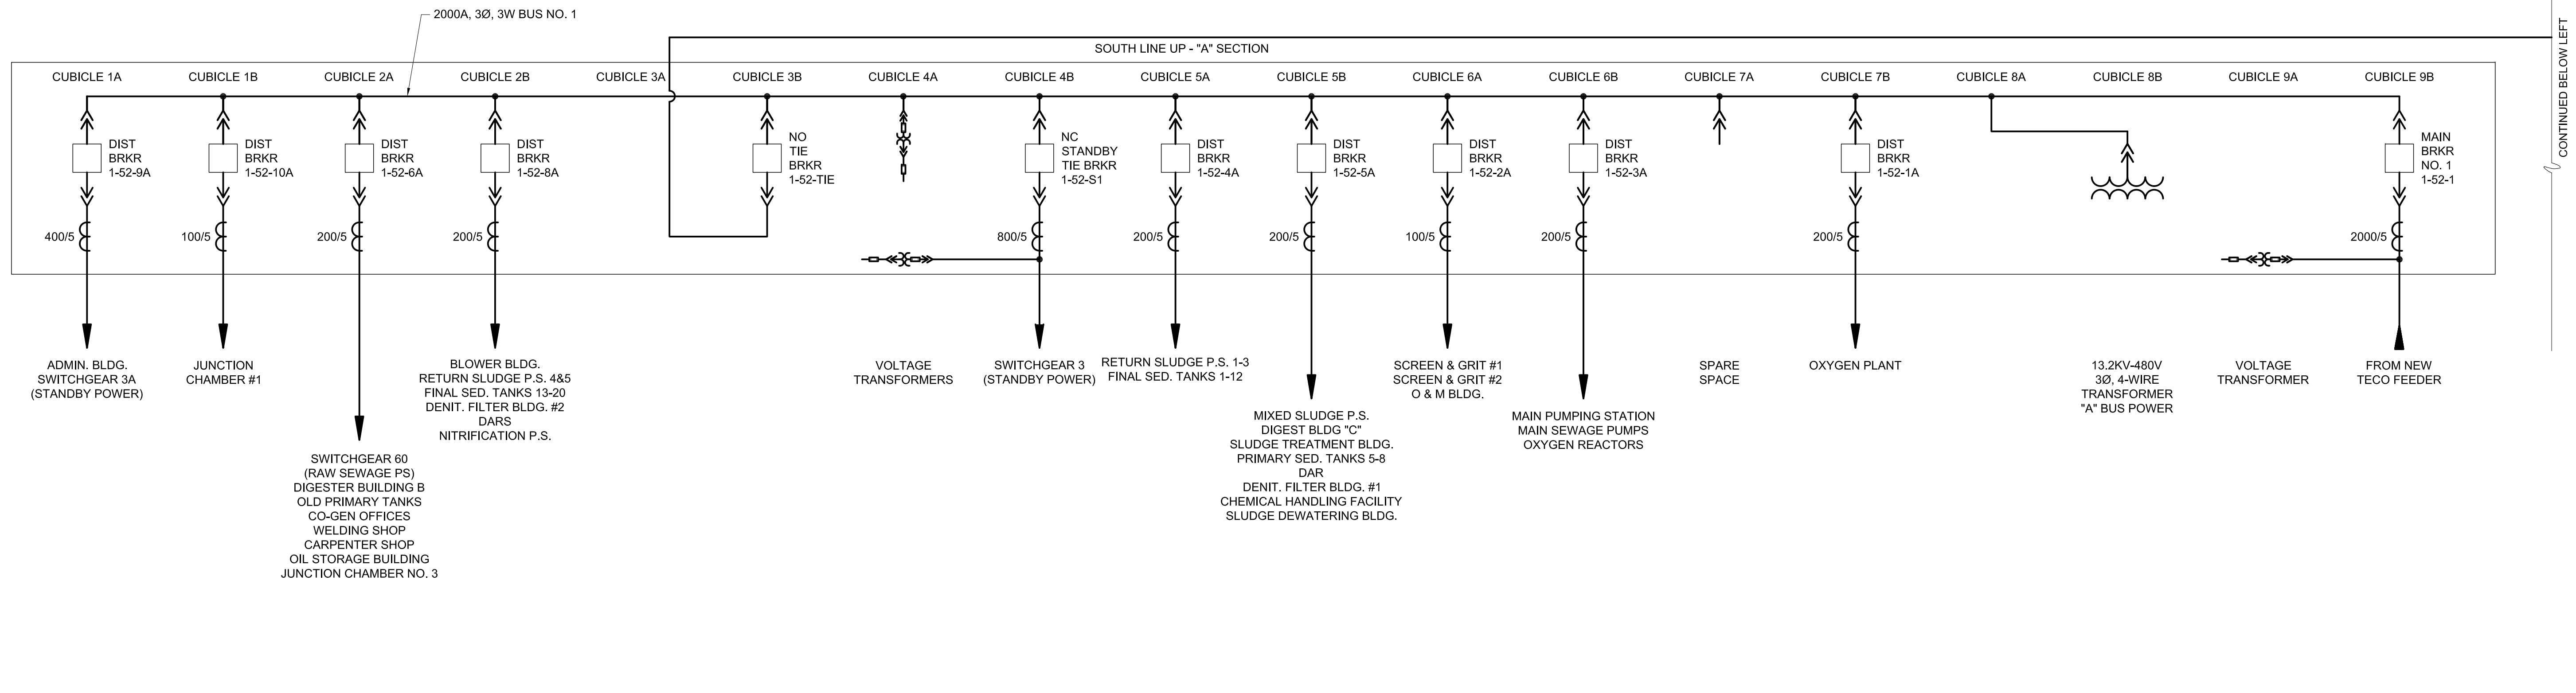 2000A, 3Ø, 3W BUS NO. 1
SOUTH LINE UP - "A" SECTION
CONTINUED BELOW LEFT
CUBICLE 1A
CUBICLE 1B
CUBICLE 2A
CUBICLE 2B
CUBICLE 3A
CUBICLE 3B
CUBICLE 4A
CUBICLE 4B
CUBICLE 5A
CUBICLE 5B
CUBICLE 6A
CUBICLE 6B
CUBICLE 7A
CUBICLE 7B
CUBICLE 8A
CUBICLE 8B
CUBICLE 9A
CUBICLE 9B
DIST
BRKR
1-52-9A
DIST
BRKR
1-52-10A
DIST
BRKR
1-52-6A
DIST
BRKR
1-52-8A
NO
TIE
BRKR
1-52-TIE
NC
STANDBY
TIE BRKR
1-52-S1
DIST
BRKR
1-52-4A
DIST
BRKR
1-52-5A
DIST
BRKR
1-52-2A
DIST
BRKR
1-52-3A
DIST
BRKR
1-52-1A
MAIN
BRKR
NO. 1
1-52-1
400/5
100/5
200/5
200/5
800/5
200/5
200/5
100/5
200/5
200/5
2000/5
ADMIN. BLDG.
SWITCHGEAR 3A
(STANDBY POWER)
JUNCTION
CHAMBER #1
SWITCHGEAR 60
(RAW SEWAGE PS)
DIGESTER BUILDING B
OLD PRIMARY TANKS
CO-GEN OFFICES
WELDING SHOP
CARPENTER SHOP
OIL STORAGE BUILDING
JUNCTION CHAMBER NO. 3
BLOWER BLDG.
RETURN SLUDGE P.S. 4&5
FINAL SED. TANKS 13-20
DENIT. FILTER BLDG. #2
DARS
NITRIFICATION P.S.
VOLTAGE
TRANSFORMERS
SWITCHGEAR 3
(STANDBY POWER)
RETURN SLUDGE P.S. 1-3
FINAL SED. TANKS 1-12
MIXED SLUDGE P.S.
DIGEST BLDG "C"
SLUDGE TREATMENT BLDG.
PRIMARY SED. TANKS 5-8
DAR
DENIT. FILTER BLDG. #1
CHEMICAL HANDLING FACILITY
SLUDGE DEWATERING BLDG.
SCREEN & GRIT #1
SCREEN & GRIT #2
O & M BLDG.
MAIN PUMPING STATION
MAIN SEWAGE PUMPS
OXYGEN REACTORS
SPARE
SPACE
OXYGEN PLANT
13.2KV-480V
3Ø, 4-WIRE
TRANSFORMER
"A" BUS POWER
VOLTAGE
TRANSFORMER
FROM NEW
TECO FEEDER